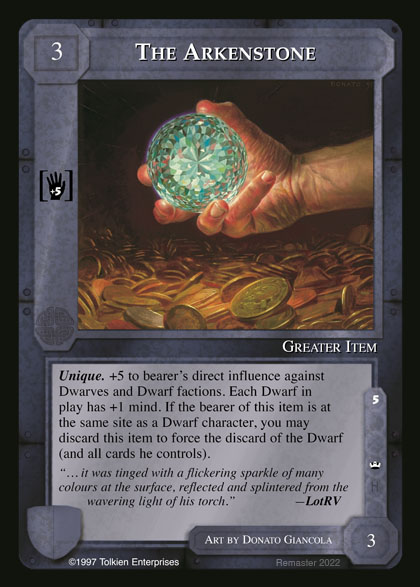 3
THE ARKENSTONE
DONATO
+5
GREATER ITEM
Unique. +5 to bearer's direct influence against
Dwarves and Dwarf factions. Each Dwarf in
play has +1 mind. If the bearer of this item is at
the same site as a Dwarf character, you may
discard this item to force the discard of the Dwarf
(and all cards he controls).
5
“… it was tinged with a flickering sparkle of many
colours at the surface, reflected and splintered from the
wavering light of his torch.” —LotRV
ART BY DONATO GIANCOLA
3
©1997 Tolkien Enterprises
Remaster 2022